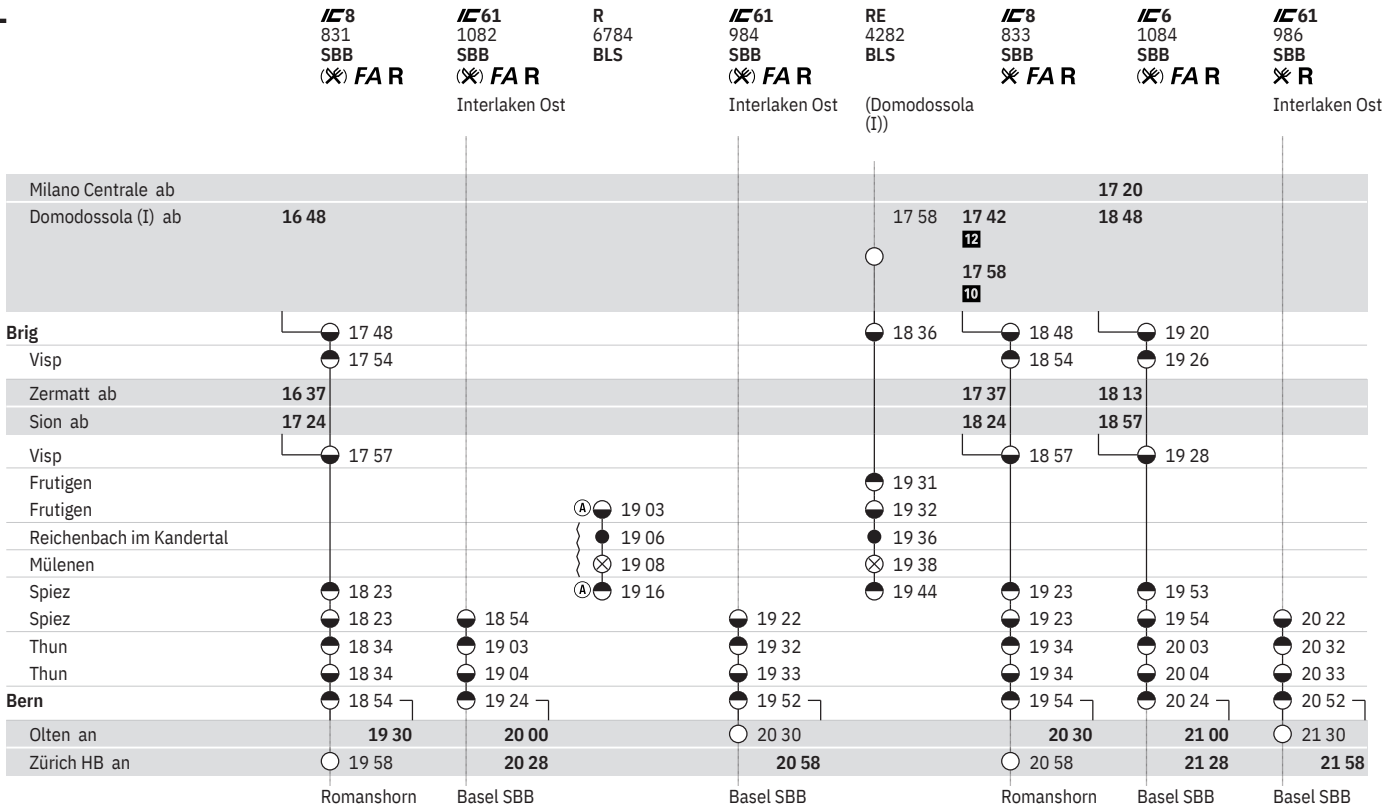 IC8 IC61 R IC61 RE IC8 IC6 IC61
831 1082 6784 984 4282 833 1084 986
SBB SBB BLS SBB BLS SBB SBB SBB
FA R FA R FA R FA R FA R R
Interlaken Ost Interlaken Ost (Domodossola Interlaken Ost
(I))
Milano Centrale ab 17 20
Domodossola (I) ab 16 48 17 58 17 42 18 48
12
17 58
10
Brig 17 48 18 36 18 48 19 20
Visp 17 54 18 54 19 26
Zermatt ab 16 37 17 37 18 13
Sion ab 17 24 18 24 18 57
Visp 17 57 18 57 19 28
Frutigen 19 31
Frutigen A 19 03 19 32
Reichenbach im Kandertal 19 06 19 36
Mülenen 19 08 19 38
Spiez 18 23 A 19 16 19 44 19 23 19 53
Spiez 18 23 18 54 19 22 19 23 19 54 20 22
Thun 18 34 19 03 19 32 19 34 20 03 20 32
Thun 18 34 19 04 19 33 19 34 20 04 20 33
Bern 18 54 19 24 19 52 19 54 20 24 20 52
Olten an 19 30 20 00 20 30 20 30 21 00 21 30
Zürich HB an 19 58 20 28 20 58 20 58 21 28 21 58
Romanshorn Basel SBB Basel SBB Romanshorn Basel SBB Basel SBB